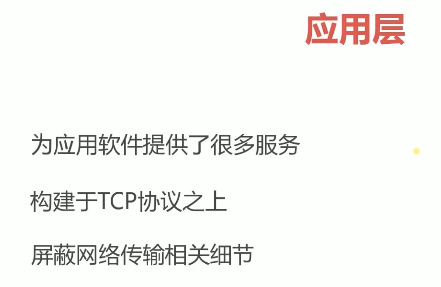 应用层
为应用软件提供了很多服务
构建于TCP协议之上
屏蔽网络传输相关细节